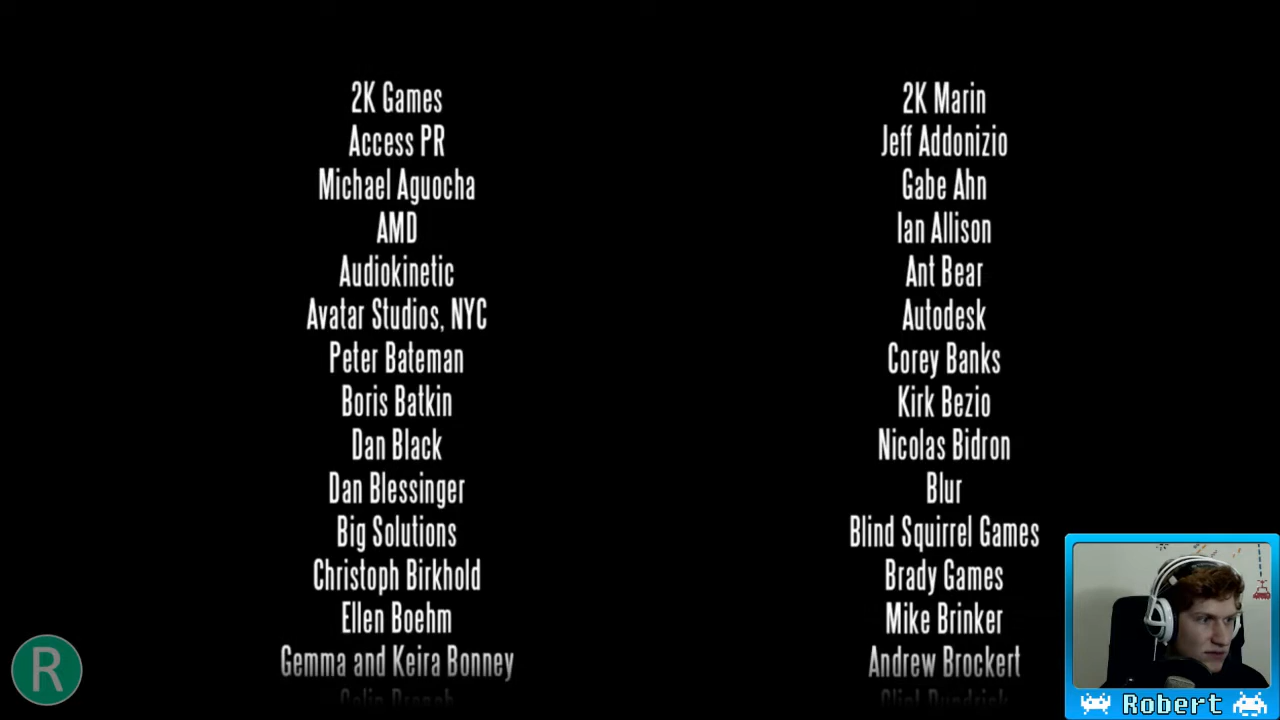 2K Games
Access PR
Michael Aguocha
AMD
Audiokinetic
Avatar Studios, NYC
Peter Bateman
Boris Batkin
Dan Black
Dan Blessinger
Big Solutions
Christoph Birkhold
Ellen Boehm
Gemma and Keira Bonney
2K Marin
Jeff Addonizio
Gabe Ahn
Ian Allison
Ant Bear
Autodesk
Corey Banks
Kirk Bezio
Nicolas Bidron
Blur
Blind Squirrel Games
Brady Games
Mike Brinker
Andrew Brockert
R
Robert